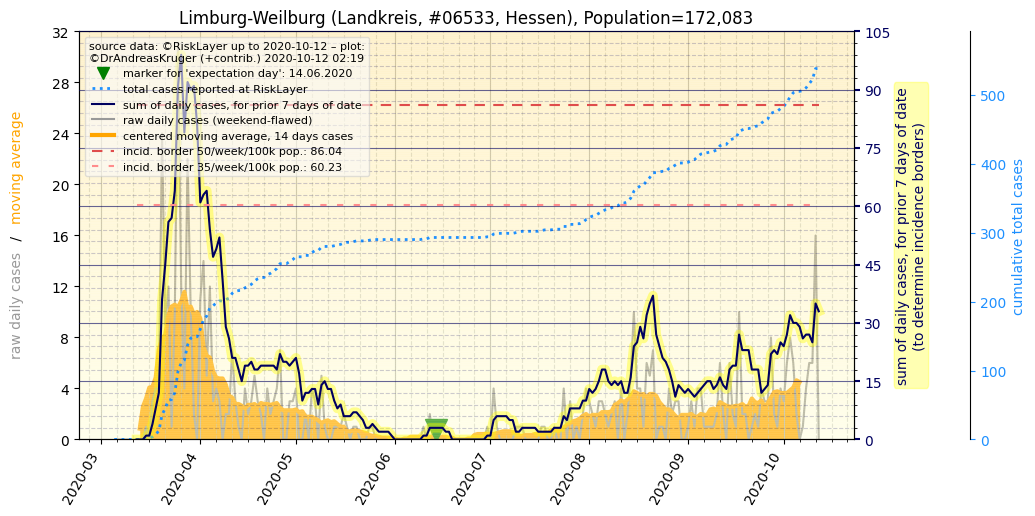 Limburg-Weilburg (Landkreis, #06533, Hessen), Population=172,083
source data: ©RiskLayer up to 2020-10-12 – plot:
©DrAndreasKruger (+contrib.) 2020-10-12 02:19
marker for 'expectation day': 14.06.2020
total cases reported at RiskLayer
sum of daily cases, for prior 7 days of date
raw daily cases (weekend-flawed)
centered moving average, 14 days cases
incid. border 50/week/100k pop.: 86.04
incid. border 35/week/100k pop.: 60.23
raw daily cases / moving average
32
28
24
20
16
12
8
4
0
105
90
75
60
45
30
15
0
sum of daily cases, for prior 7 days of date
(to determine incidence borders)
500
400
300
200
100
0
cumulative total cases
2020-03
2020-04
2020-05
2020-06
2020-07
2020-08
2020-09
2020-10